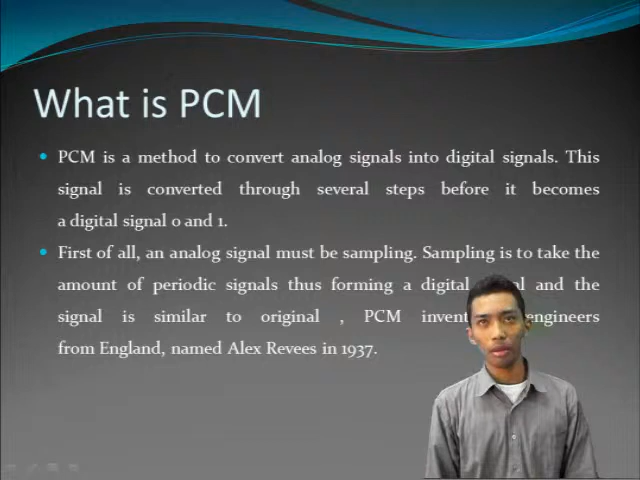 What is PCM
PCM is a method to convert analog signals into digital signals. This
signal is converted through several steps before it becomes
a digital signal 0 and 1.
First of all, an analog signal must be sampling. Sampling is to take the
amount of periodic signals thus forming a digital and the
signal is similar to original , PCM engineers
from England, named Alex Revees in 1937.